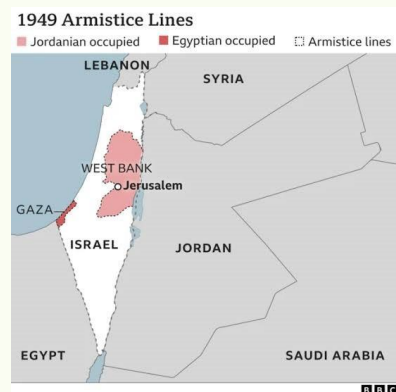 1949 Armistice Lines
Jordanian occupied Egyptian occupied Armistice lines
LEBANON
SYRIA
WEST BANK
Jerusalem
GAZA
ISRAEL
JORDAN
EGYPT
SAUDI ARABIA
BBC